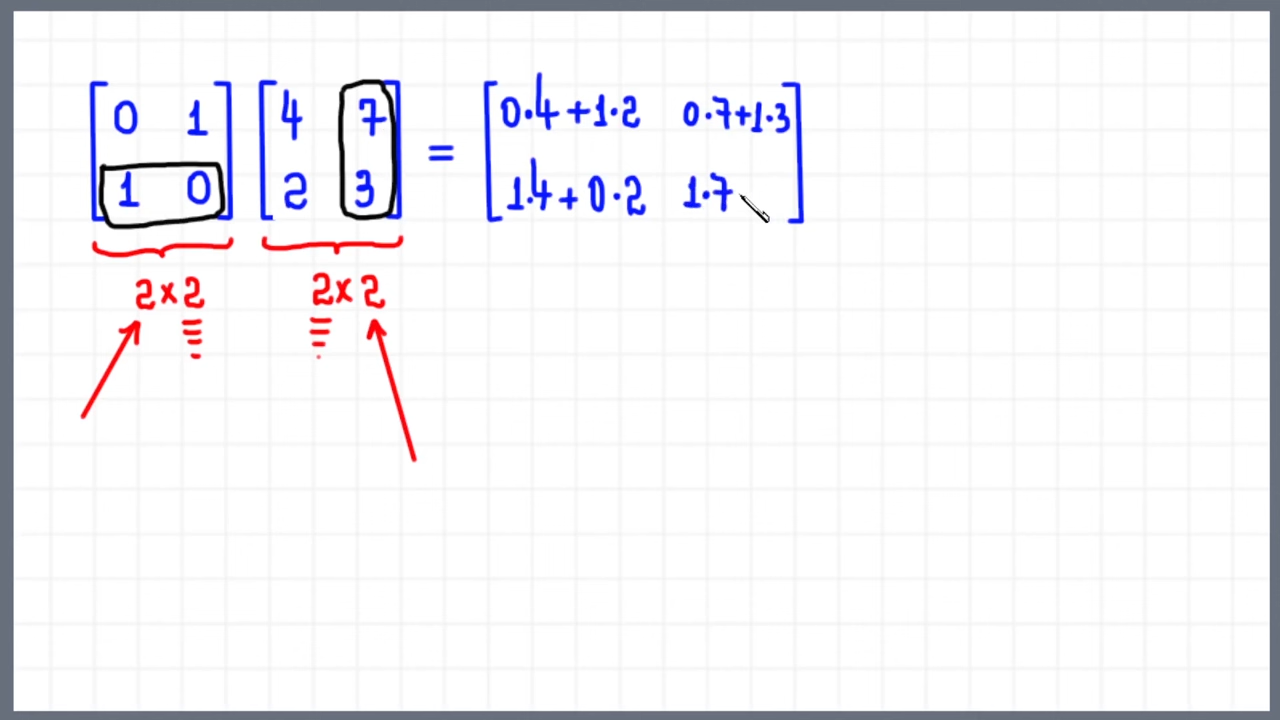 [0 1] [4 7] = [0·4+1·2 0·7+1·3]
[1 0] [2 3] [1·4+0·2 1·7 ]
2×2 2×2